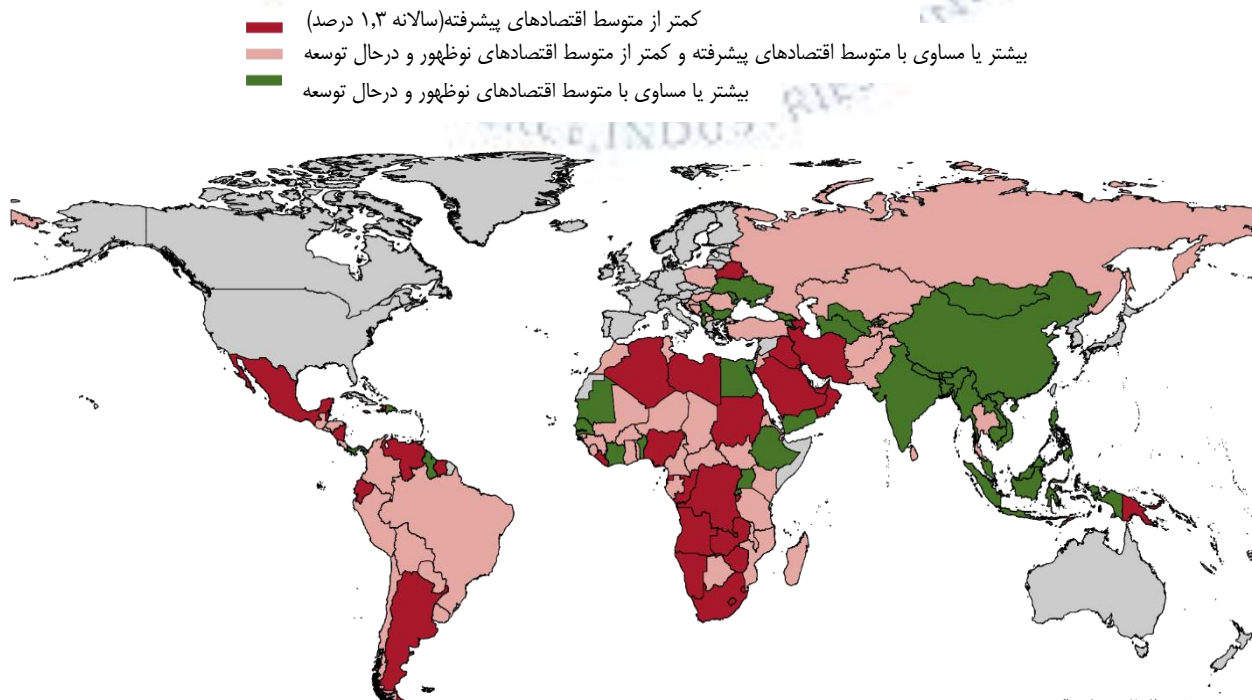 کمتر از متوسط اقتصادهای پیشرفته(سالانه ۱٫۳ درصد)
بیشتر یا مساوی با متوسط اقتصادهای پیشرفته و کمتر از متوسط اقتصادهای نوظهور و درحال توسعه
بیشتر یا مساوی با متوسط اقتصادهای نوظهور و درحال توسعه